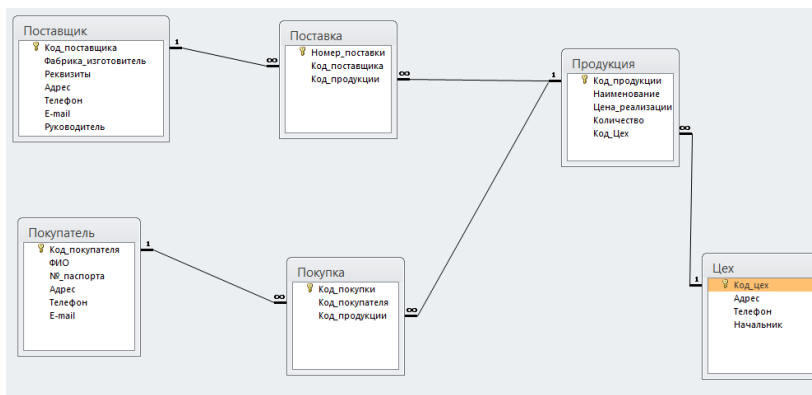 Поставщик
Код_поставщика
Фабрика_изготовитель
Реквизиты
Адрес
Телефон
E-mail
Руководитель
1
∞
Поставка
Номер_поставки
Код_поставщика
Код_продукции
∞
1
Продукция
Код_продукции
Наименование
Цена_реализации
Количество
Код_Цех
∞
Покупатель
Код_покупателя
ФИО
№_паспорта
Адрес
Телефон
E-mail
1
∞
Покупка
Код_покупки
Код_покупателя
Код_продукции
∞
1
Цех
Код_цех
Адрес
Телефон
Начальник